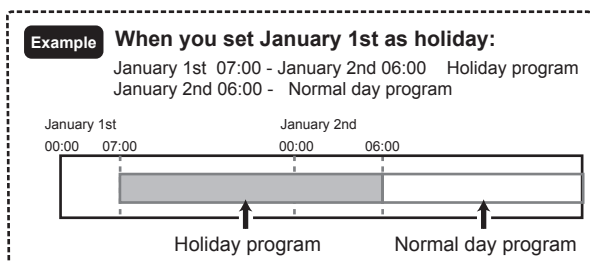 Example When you set January 1st as holiday:
January 1st 07:00 - January 2nd 06:00 Holiday program
January 2nd 06:00 - Normal day program
January 1st January 2nd
00:00 07:00 00:00 06:00
Holiday program Normal day program